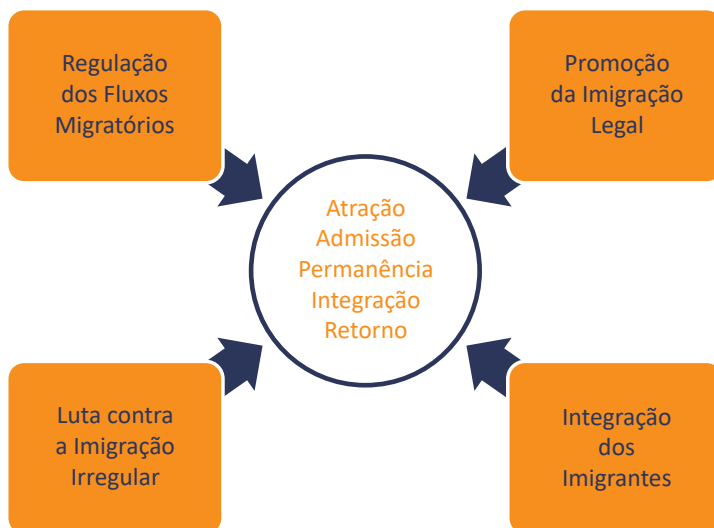 Regulação
dos Fluxos
Migratórios
Promoção
da Imigração
Legal
Atração
Admissão
Permanência
Integração
Retorno
Luta contra
a Imigração
Irregular
Integração
dos
Imigrantes